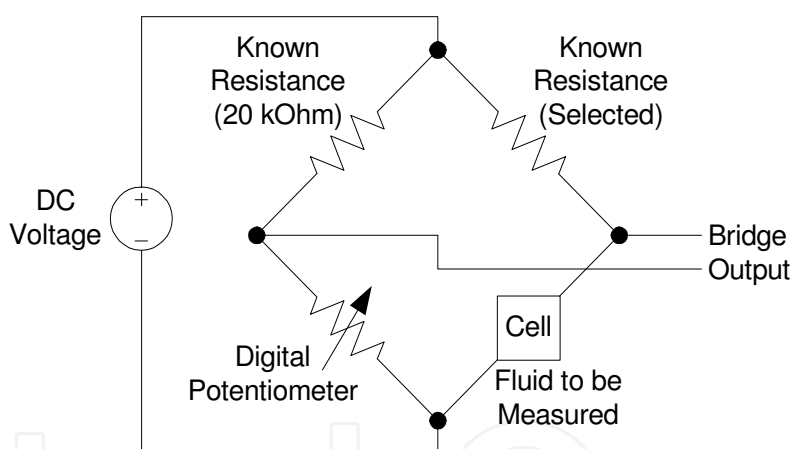 Known
Resistance
(20 kOhm)
Known
Resistance
(Selected)
DC
Voltage
+
−
Bridge
Output
Cell
Digital
Potentiometer
Fluid to be
Measured